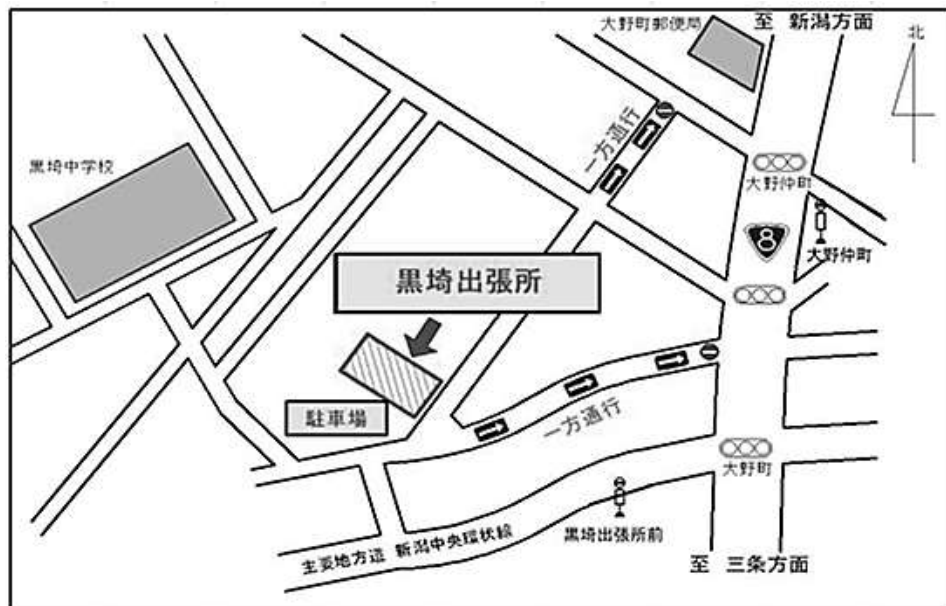 大野町郵便局
至 新潟方面
北
一方通行
黒埼中学校
大野仲町
8
大野仲町
黒埼出張所
駐車場
一方通行
大野町
黒埼出張所前
主要地方道 新潟中央環状線
至 三条方面